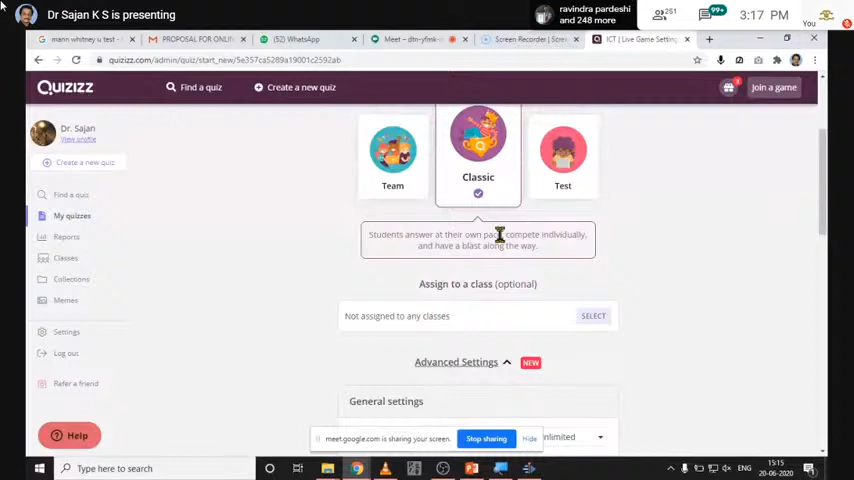 Dr Sajan K S is presenting
ravindra pardeshi
and 248 more
251
99+
3:17 PM
You
mann whitney u test -
PROPOSAL FOR ONLIN
(52) WhatsApp
Meet – dtn-yfmk-
Screen Recorder | Scre
ICT | Live Game Setting
quizizz.com/admin/quiz/start_new/5e357ca5289a19001c2592ab
Quizizz
Find a quiz
Create a new quiz
Join a game
Dr. Sajan
View profile
Create a new quiz
Find a quiz
My quizzes
Reports
Classes
Collections
Memes
Settings
Log out
Refer a friend
Help
Team
Classic
Test
Students answer at their own pace, compete individually,
and have a blast along the way.
Assign to a class (optional)
Not assigned to any classes
SELECT
Advanced Settings
NEW
General settings
nlimited
meet.google.com is sharing your screen.
Stop sharing
Hide
Type here to search
ENG
15:15
20-06-2020